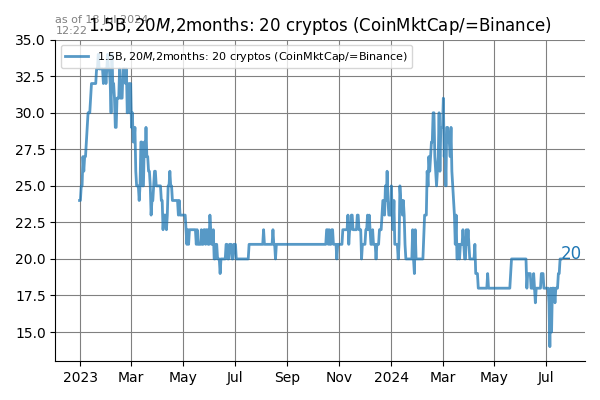 as of 13 Jul 2024
12:22
1.5B, 20M, 2months: 20 cryptos (CoinMktCap/=Binance)
1.5B, 20M, 2months: 20 cryptos (CoinMktCap/=Binance)
35.0
32.5
30.0
27.5
25.0
22.5
20.0
17.5
15.0
20
2023
Mar
May
Jul
Sep
Nov
2024
Mar
May
Jul